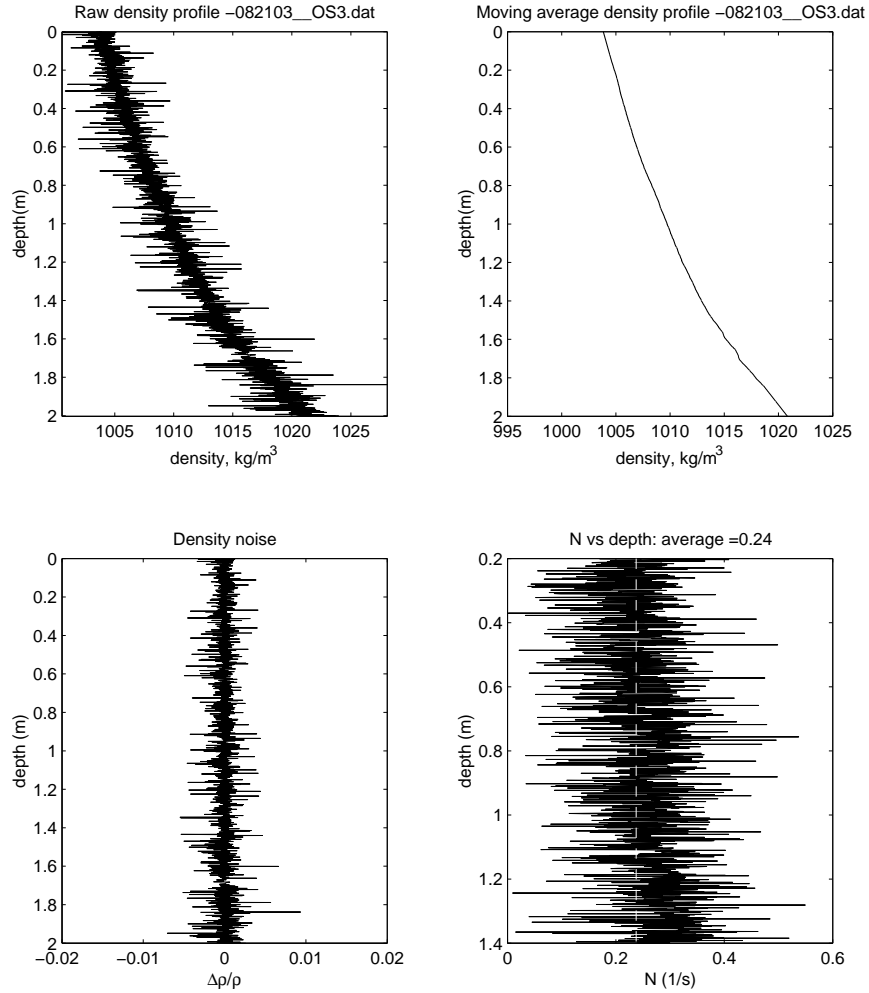 Raw density profile −082103__OS3.dat
0
0.2
0.4
0.6
0.8
1
1.2
1.4
1.6
1.8
2
depth(m)
1005 1010 1015 1020 1025
density, kg/m³
Moving average density profile −082103__OS3.dat
0
0.2
0.4
0.6
0.8
1
1.2
1.4
1.6
1.8
2
depth(m)
995 1000 1005 1010 1015 1020 1025
density, kg/m³
Density noise
0
0.2
0.4
0.6
0.8
1
1.2
1.4
1.6
1.8
2
depth (m)
−0.02 −0.01 0 0.01 0.02
Δρ/ρ
N vs depth: average =0.24
0.2
0.4
0.6
0.8
1.0
1.2
1.4
depth (m)
0 0.2 0.4 0.6
N (1/s)